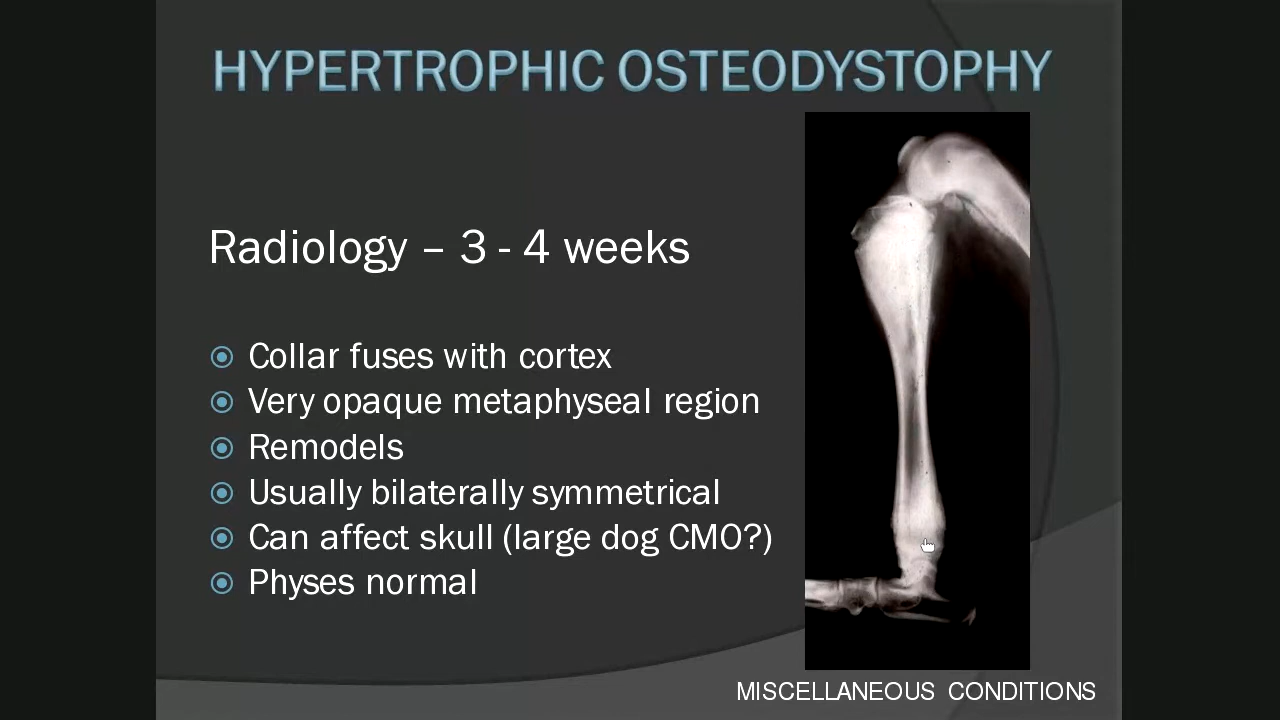 HYPERTROPHIC OSTEODYSTOPHY
Radiology – 3 - 4 weeks
Collar fuses with cortex
Very opaque metaphyseal region
Remodels
Usually bilaterally symmetrical
Can affect skull (large dog CMO?)
Physes normal
MISCELLANEOUS CONDITIONS